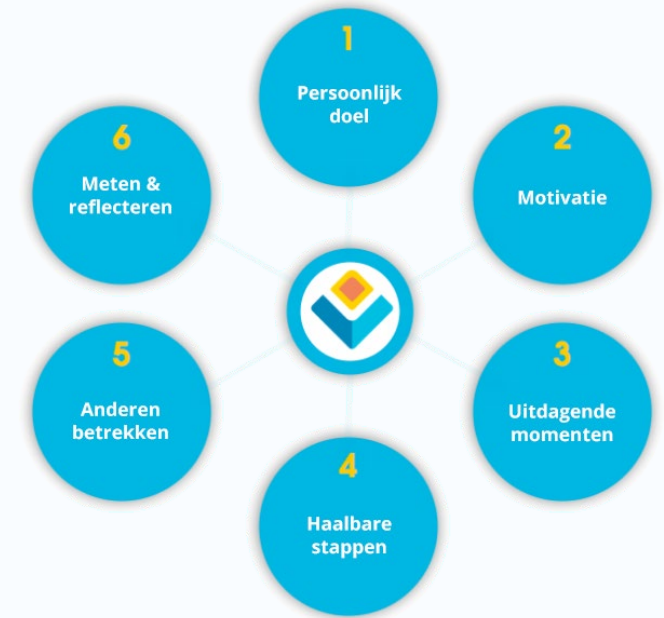 1
Persoonlijk
doel
2
Motivatie
3
Uitdagende
momenten
4
Haalbare
stappen
5
Anderen
betrekken
6
Meten &
reflecteren